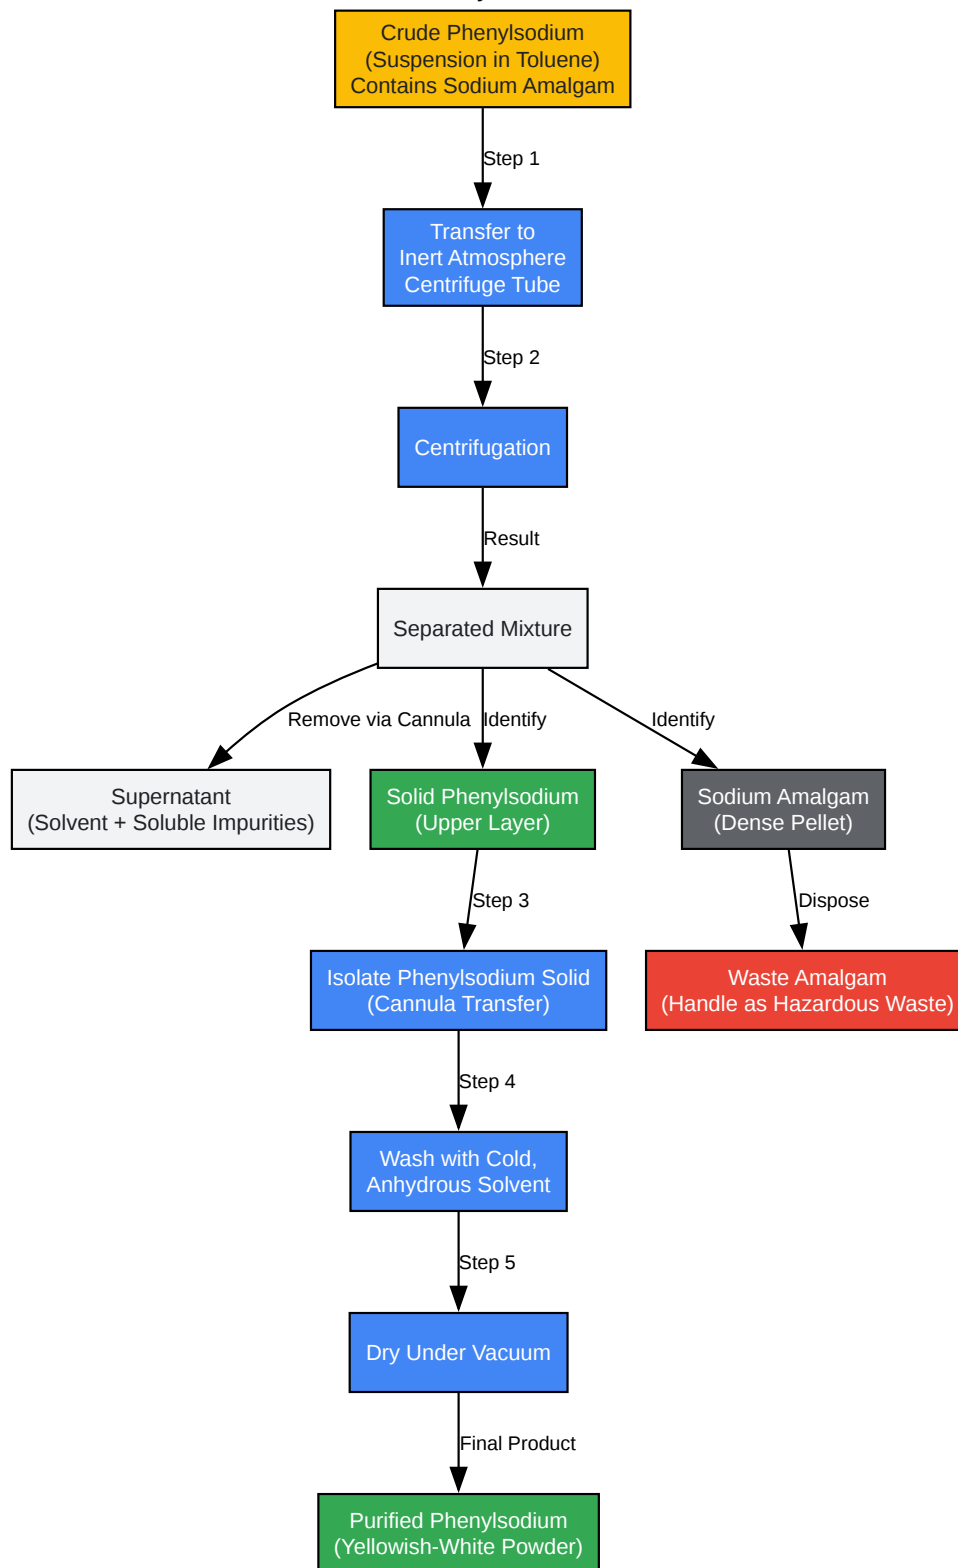 Crude Phenylsodium
(Suspension in Toluene)
Contains Sodium Amalgam
Step 1
Transfer to
Inert Atmosphere
Centrifuge Tube
Step 2
Centrifugation
Result
Separated Mixture
Remove via Cannula
Identify
Identify
Supernatant
(Solvent + Soluble Impurities)
Solid Phenylsodium
(Upper Layer)
Sodium Amalgam
(Dense Pellet)
Step 3
Dispose
Isolate Phenylsodium Solid
(Cannula Transfer)
Waste Amalgam
(Handle as Hazardous Waste)
Step 4
Wash with Cold,
Anhydrous Solvent
Step 5
Dry Under Vacuum
Final Product
Purified Phenylsodium
(Yellowish-White Powder)